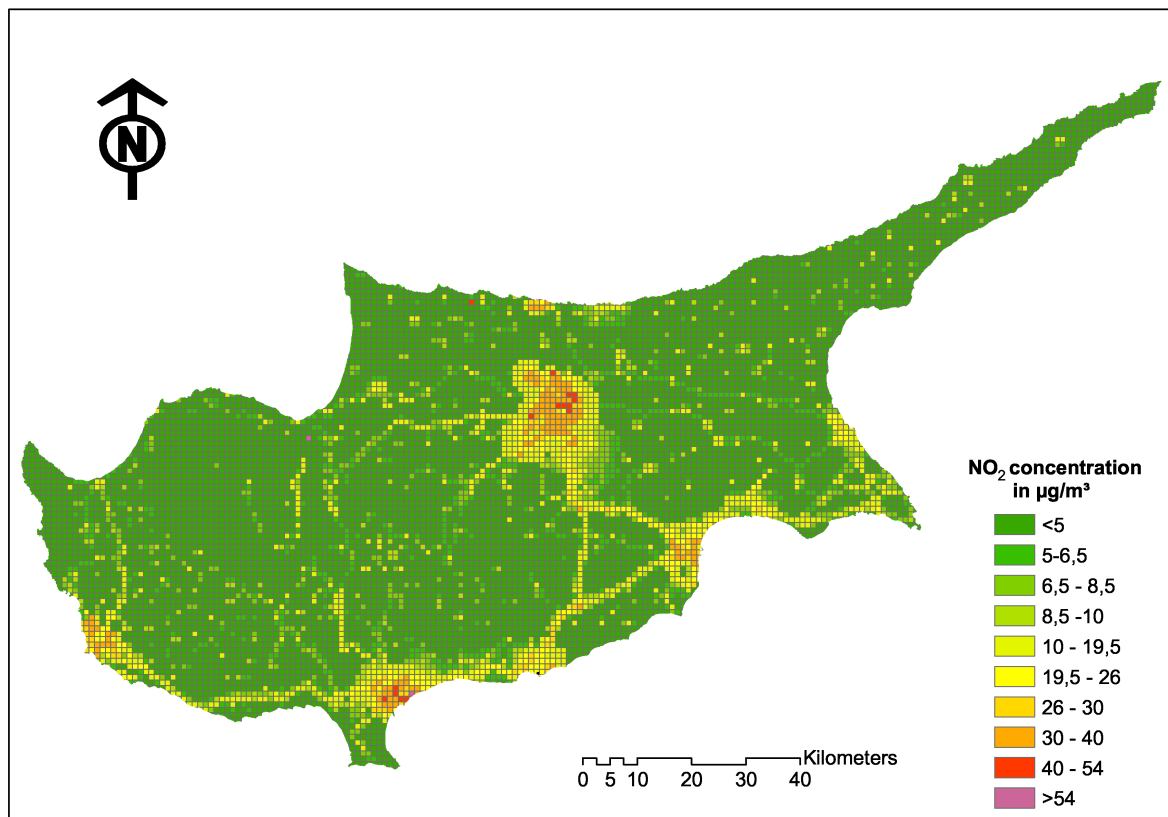 N
NO₂ concentration
in µg/m³
<5
5-6,5
6,5 - 8,5
8,5 -10
10 - 19,5
19,5 - 26
26 - 30
30 - 40
40 - 54
>54
Kilometers
0 5 10 20 30 40